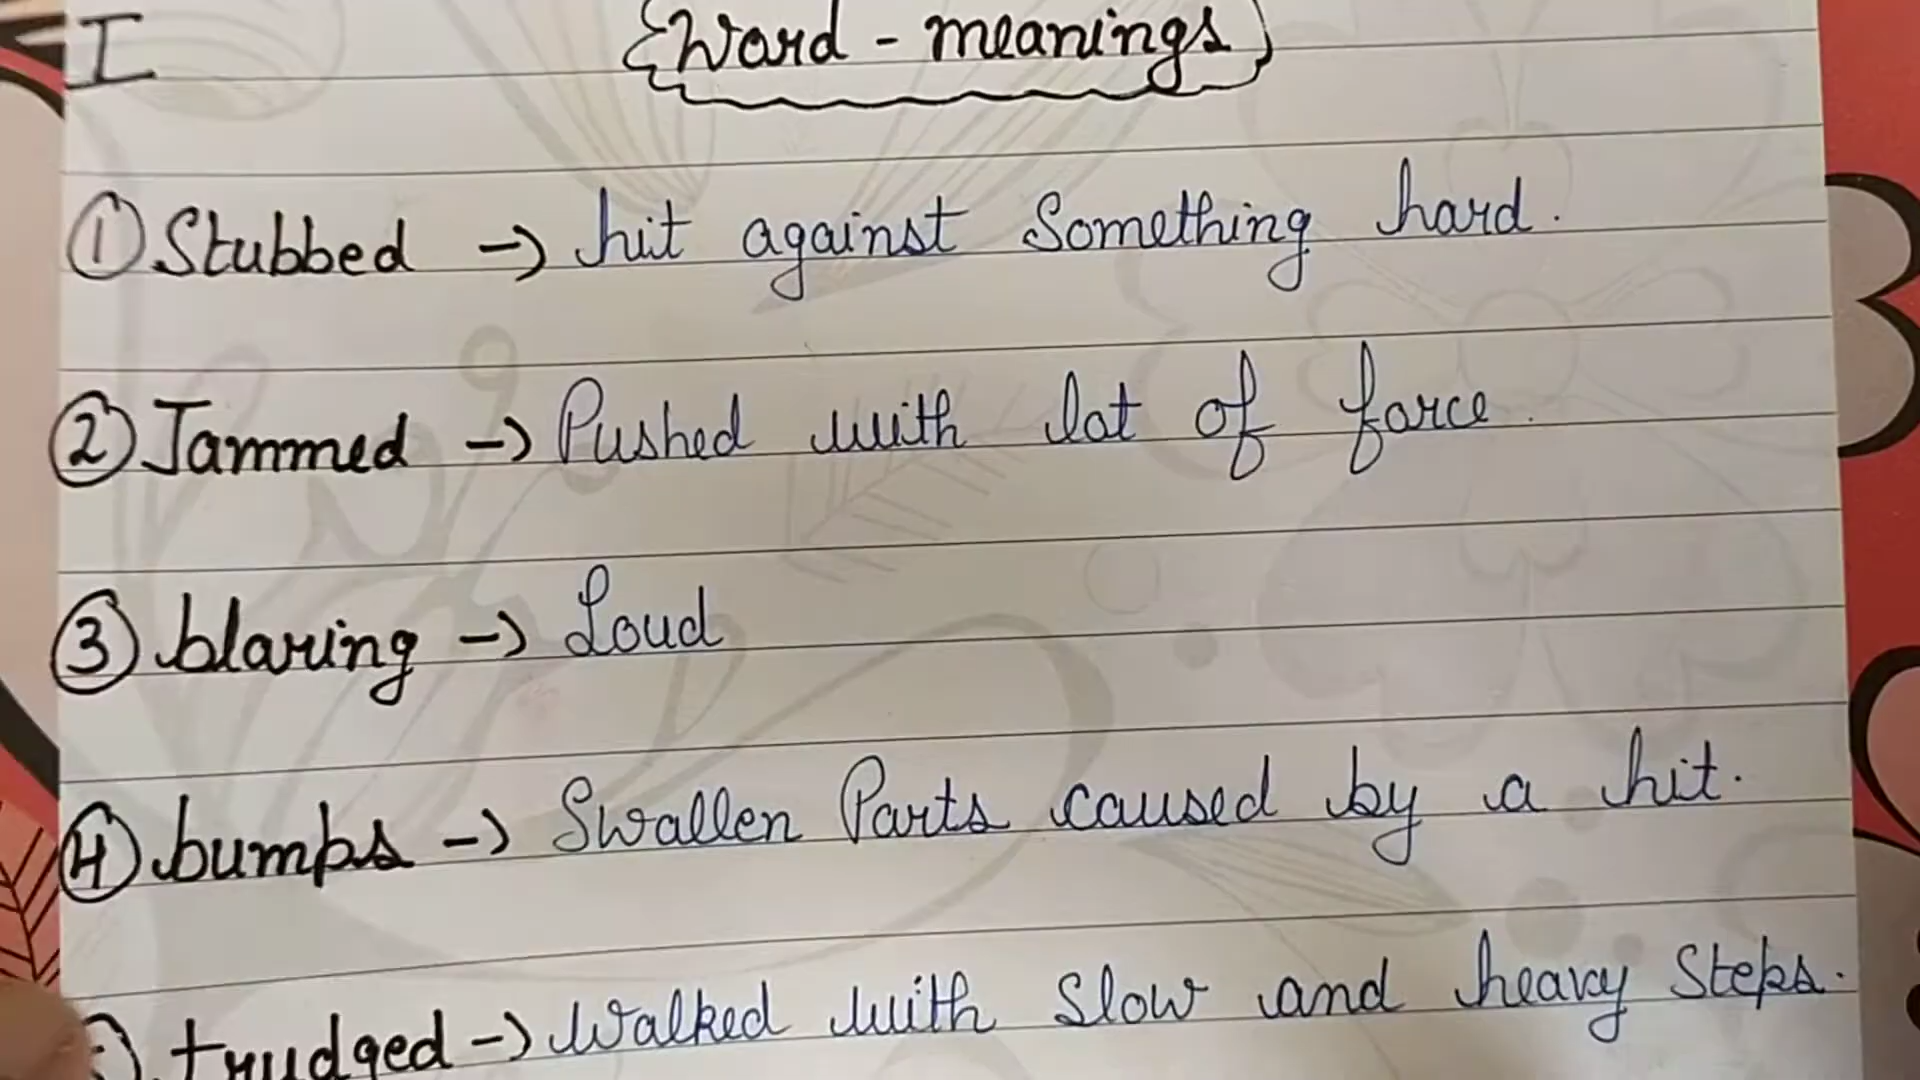 I
Word - meanings
① Stubbed -> hit against Something hard.
② Jammed -> Pushed with lot of force.
③ blaring -> Loud
④ bumps -> Swallen Parts caused by a hit.
trudged -> Walked with Slow and heavy Steps.